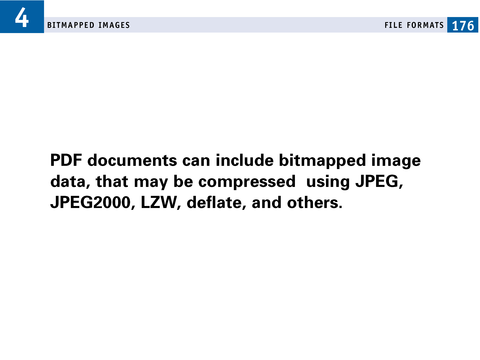 4
BITMAPPED IMAGES
FILE FORMATS 176
PDF documents can include bitmapped image
data, that may be compressed  using JPEG,
JPEG2000, LZW, deflate, and others.